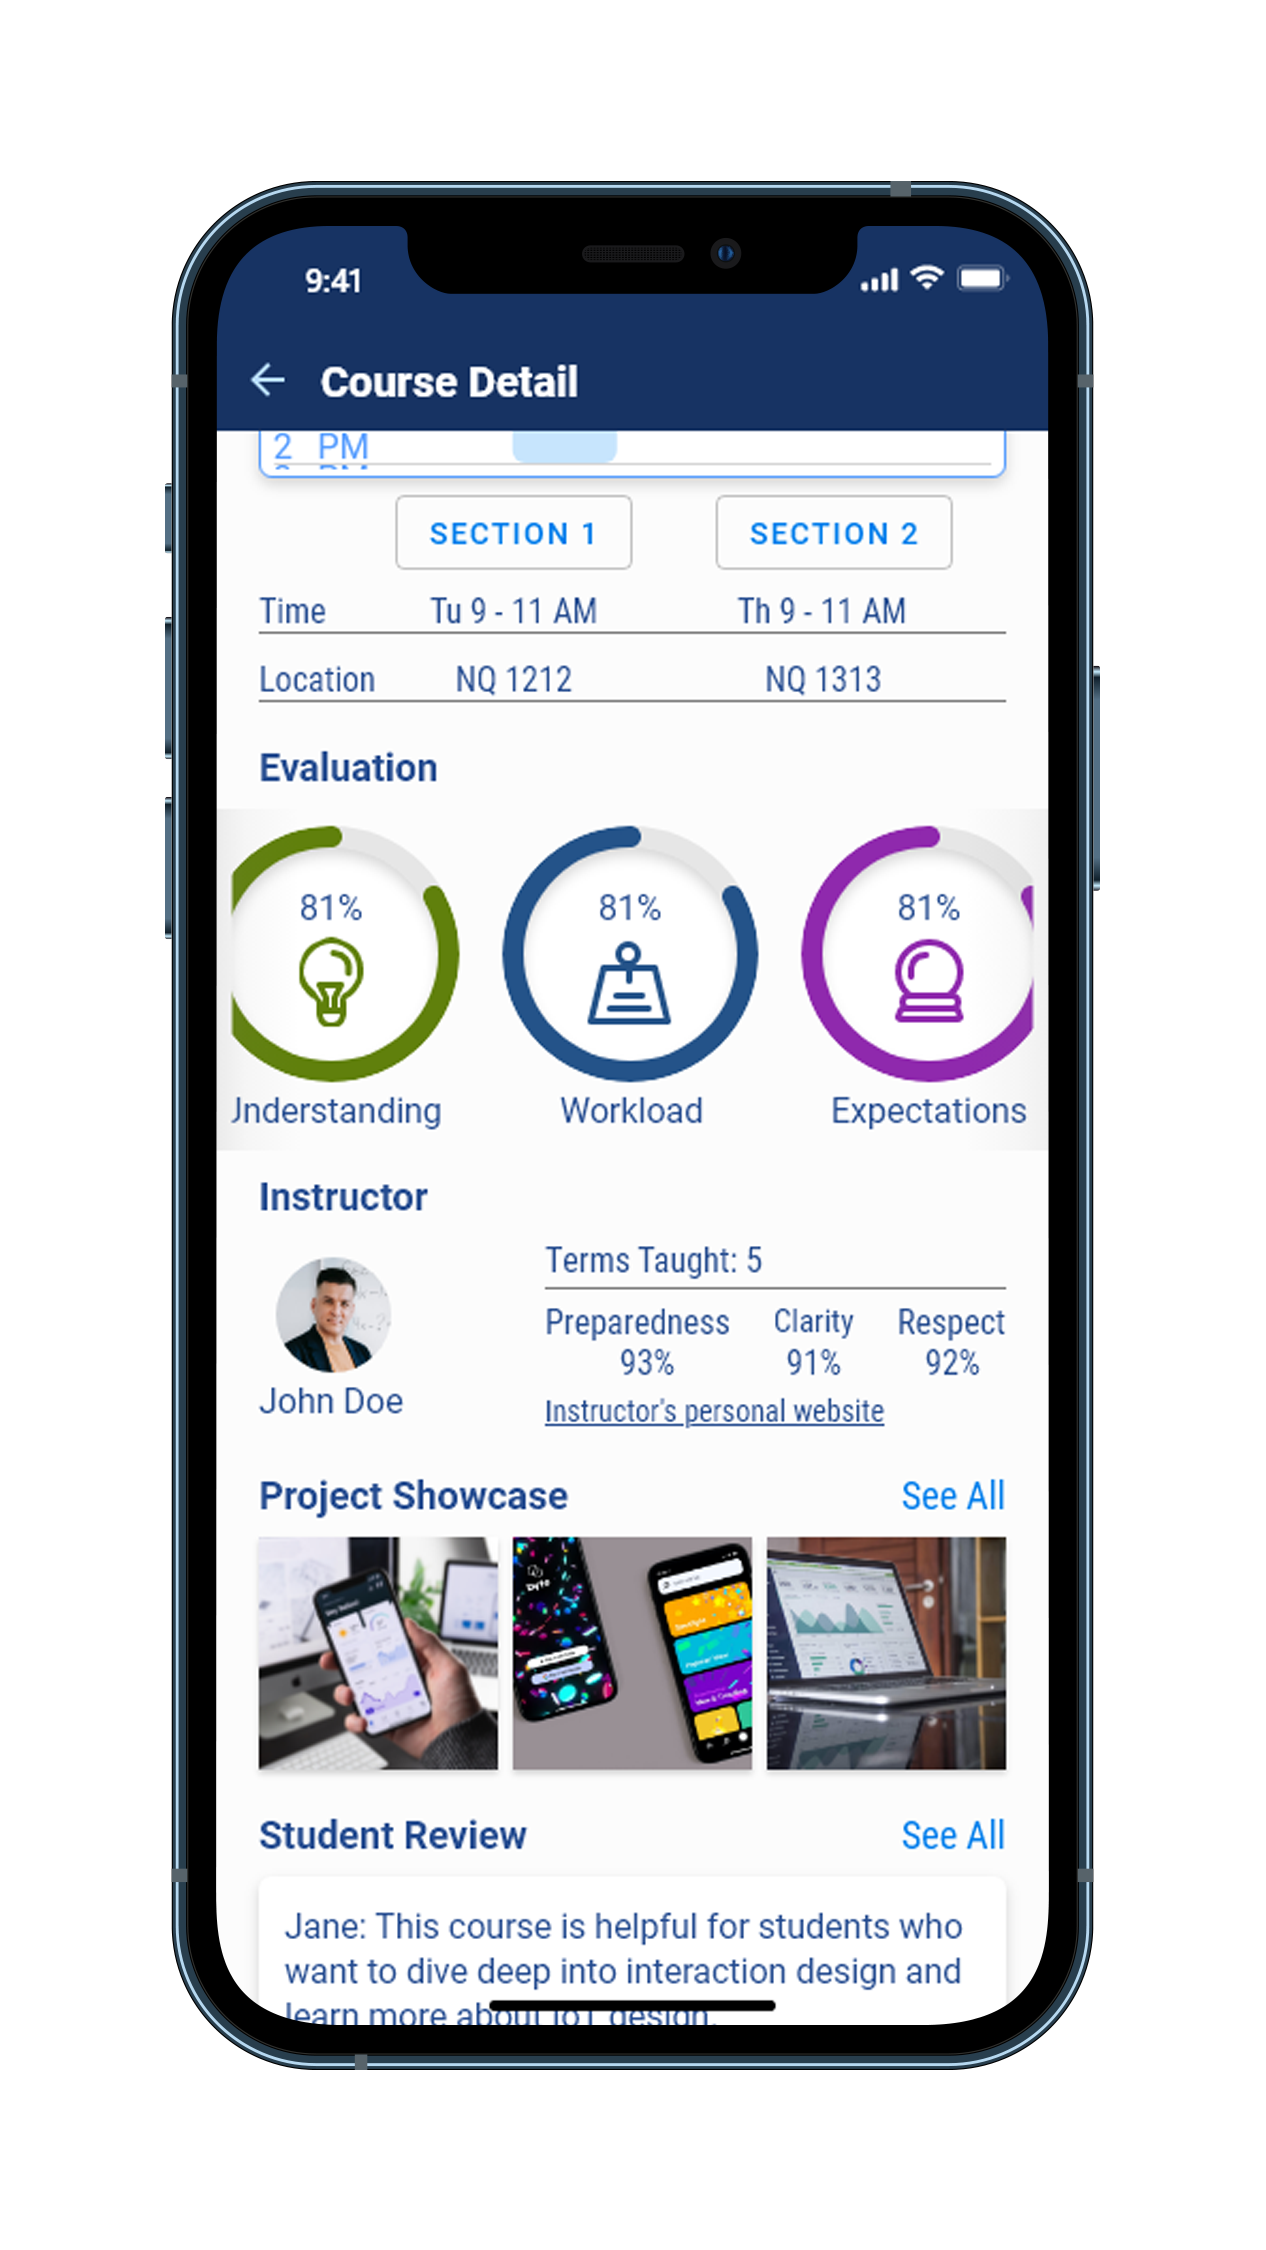 9:41
Course Detail
2 PM
SECTION 1 SECTION 2
Time Tu 9 - 11 AM Th 9 - 11 AM
Location NQ 1212 NQ 1313
Evaluation
81% 81% 81%
Understanding Workload Expectations
Instructor
Terms Taught: 5
Preparedness Clarity Respect
93% 91% 92%
John Doe
Instructor's personal website
Project Showcase See All
Student Review See All
Jane: This course is helpful for students who
want to dive deep into interaction design and
learn more about IoT design.